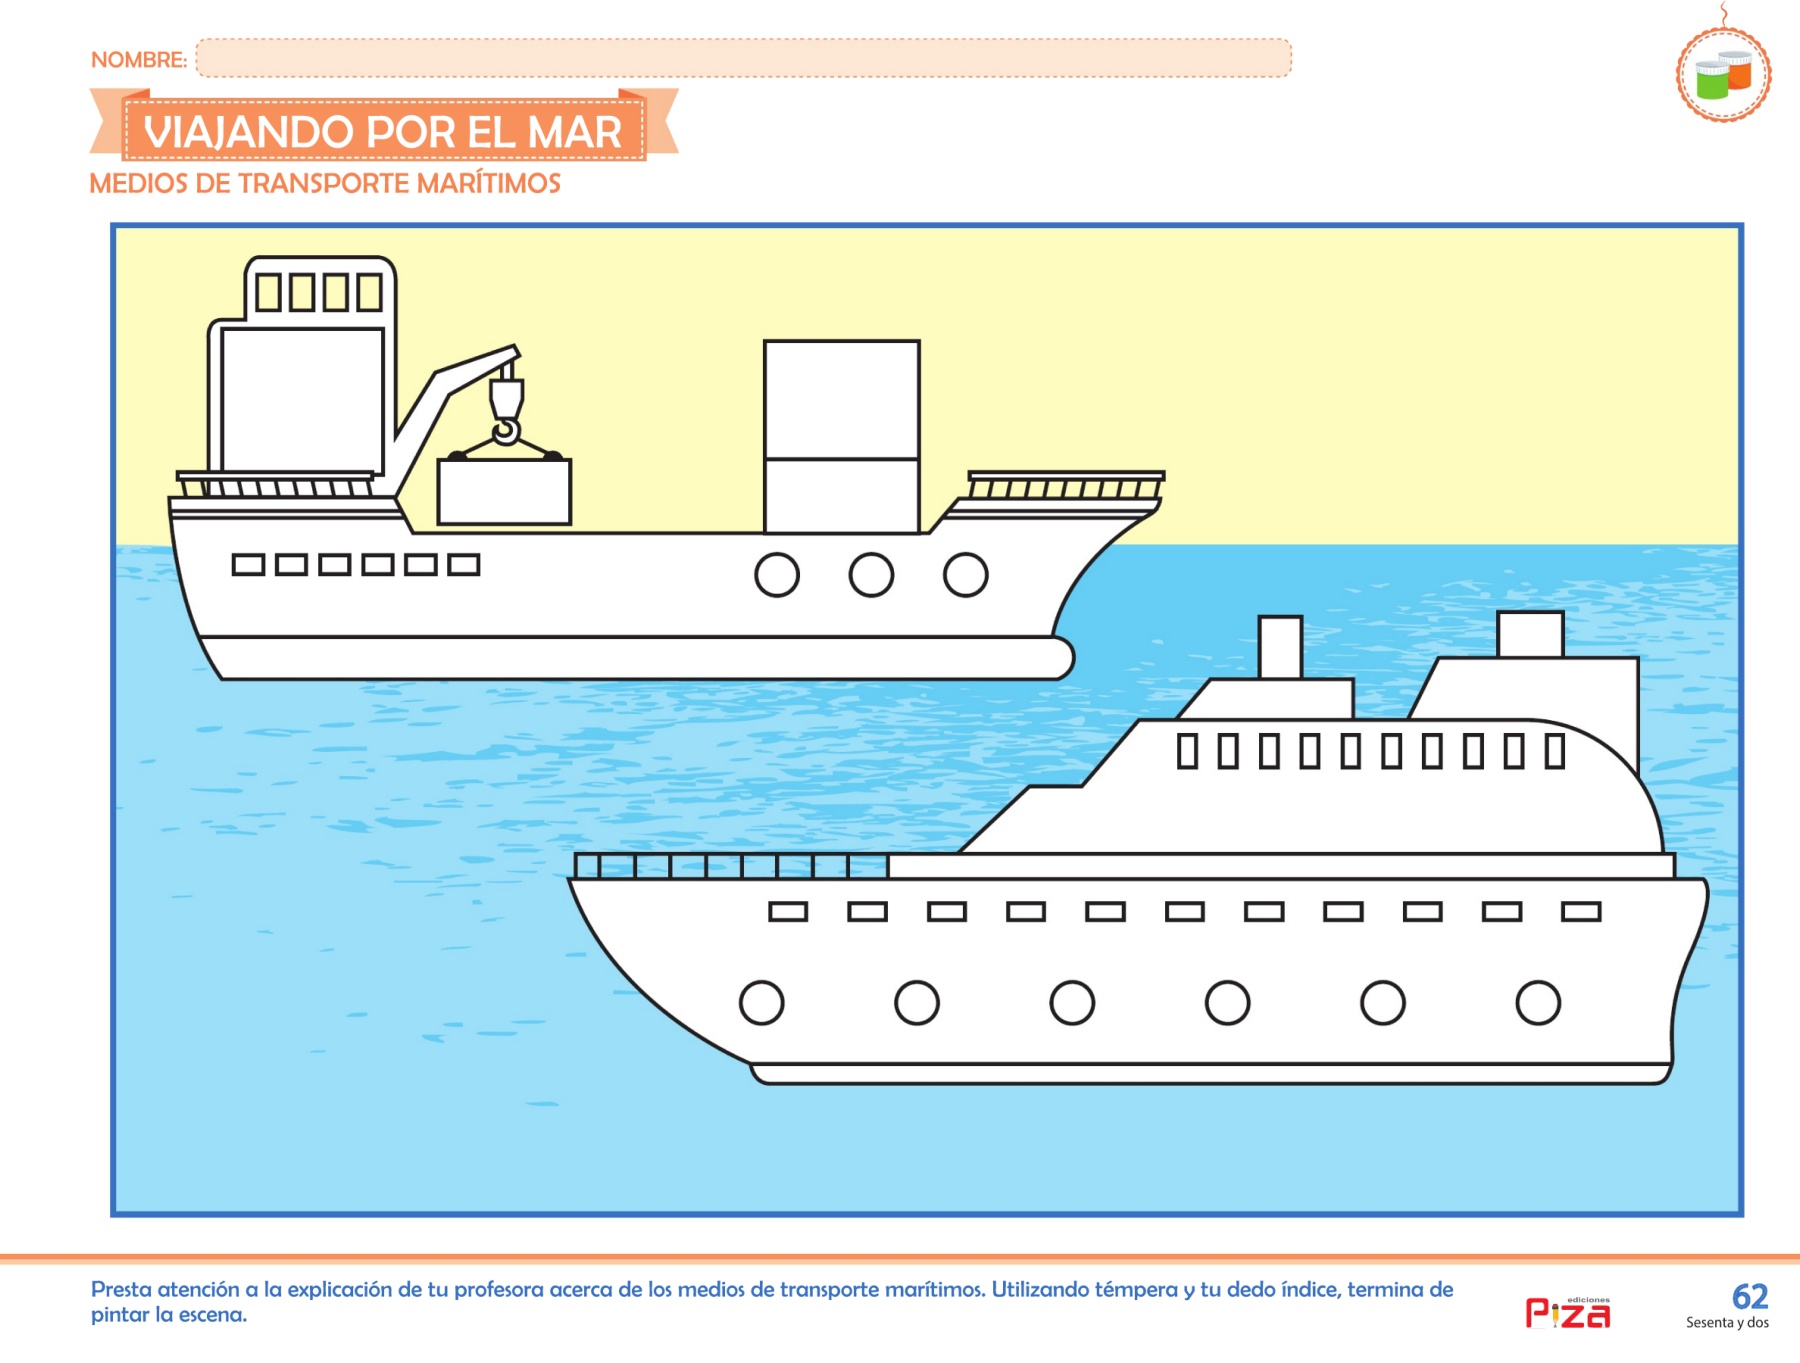 NOMBRE:
VIAJANDO POR EL MAR
MEDIOS DE TRANSPORTE MARÍTIMOS
Presta atención a la explicación de tu profesora acerca de los medios de transporte marítimos. Utilizando témpera y tu dedo índice, termina de
pintar la escena.
ediciones
Piza
62
Sesenta y dos